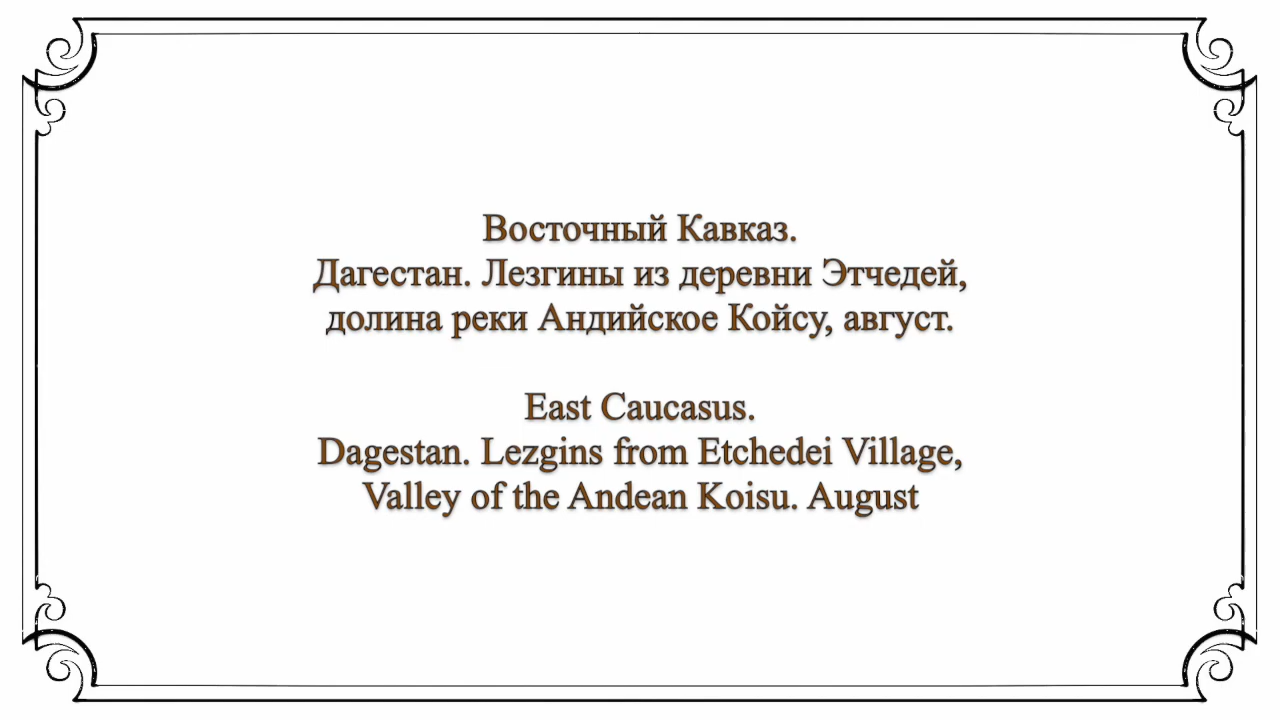 Восточный Кавказ.
Дагестан. Лезгины из деревни Этчедей,
долина реки Андийское Койсу, август.
East Caucasus.
Dagestan. Lezgins from Etchedei Village,
Valley of the Andean Koisu. August